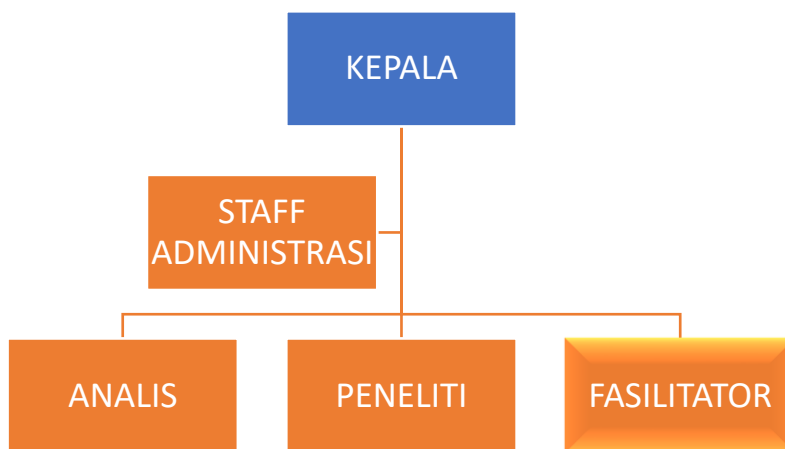 KEPALA
STAFF
ADMINISTRASI
ANALIS
PENELITI
FASILITATOR